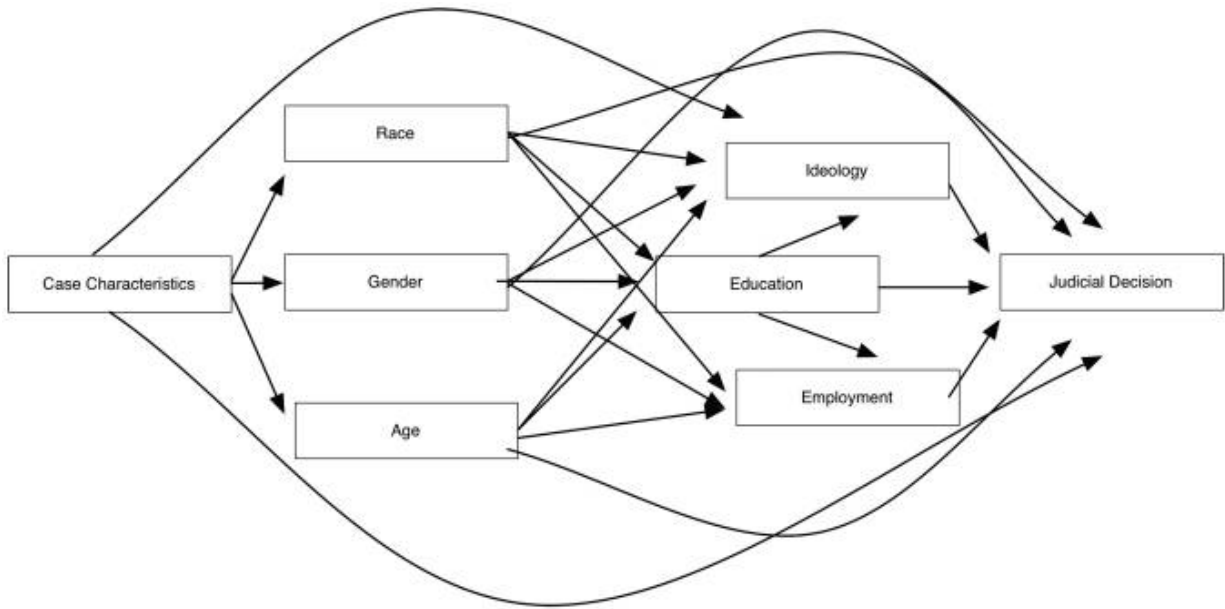 Race
Ideology
Case Characteristics
Gender
Education
Judicial Decision
Employment
Age